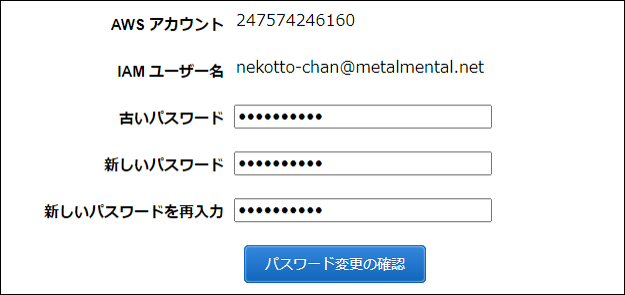 AWS アカウント 247574246160
IAM ユーザー名 nekotto-chan@metalmental.net
古いパスワード ••••••••••
新しいパスワード ••••••••••
新しいパスワードを再入力 ••••••••••
パスワード変更の確認